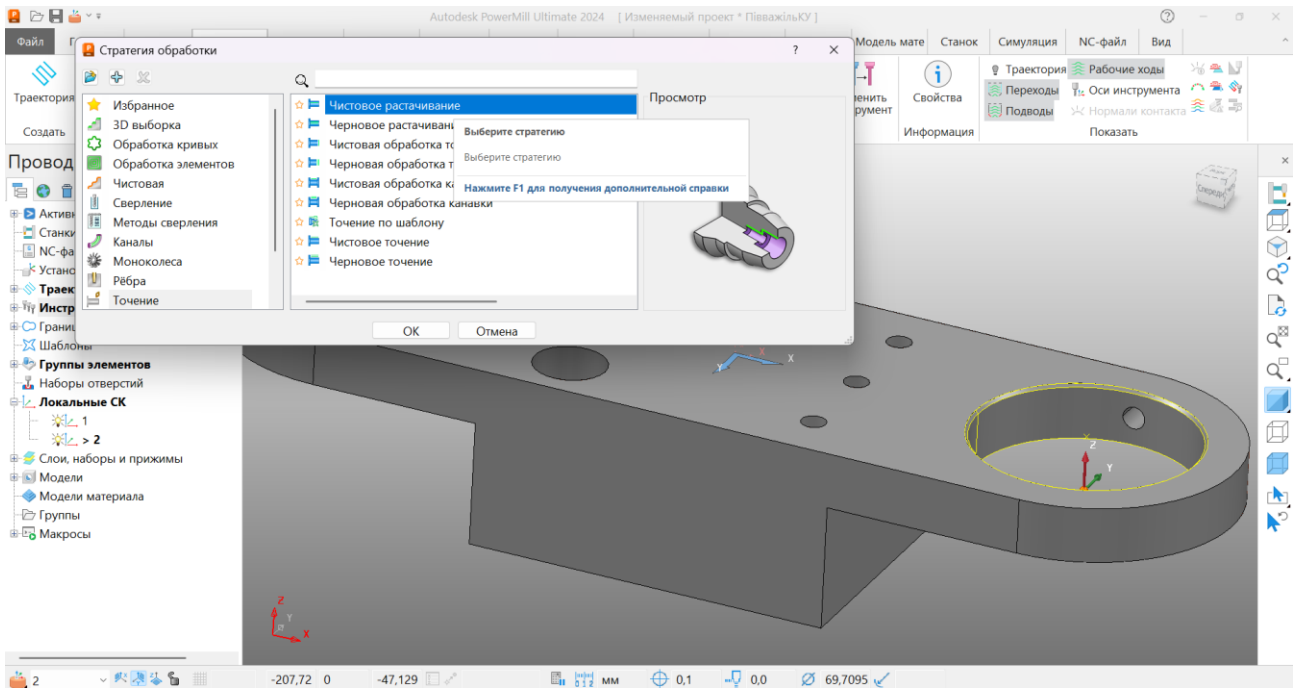 Autodesk PowerMill Ultimate 2024 [ Изменяемый проект * ПівважільКУ ]
Файл
Модель мате Станок Симуляция NC-файл Вид
Стратегия обработки
Траектория
Создать
Избранное
3D выборка
Обработка кривых
Обработка элементов
Чистовая
Сверление
Методы сверления
Каналы
Моноколеса
Рёбра
Точение
Чистовое растачивание
Черновое растачивани
Чистовая обработка то
Черновая обработка т
Чистовая обработка ка
Черновая обработка канавки
Точение по шаблону
Чистовое точение
Черновое точение
Выберите стратегию
Выберите стратегию
Нажмите F1 для получения дополнительной справки
Просмотр
OK Отмена
енить
румент
Свойства
Информация
Траектория Рабочие ходы
Переходы Оси инструмента
Подводы Нормали контакта
Показать
Провод
Активн
Станки
NC-фа
Устано
Траек
Инстр
Границ
Шаблоны
Группы элементов
Наборы отверстий
Локальные СК
1
> 2
Слои, наборы и прижимы
Модели
Модели материала
Группы
Макросы
Спереди
X
Y
X
Z
Y
Z
Y
X
2 -207,72 0 -47,129 мм 0,1 0,0 69,7095